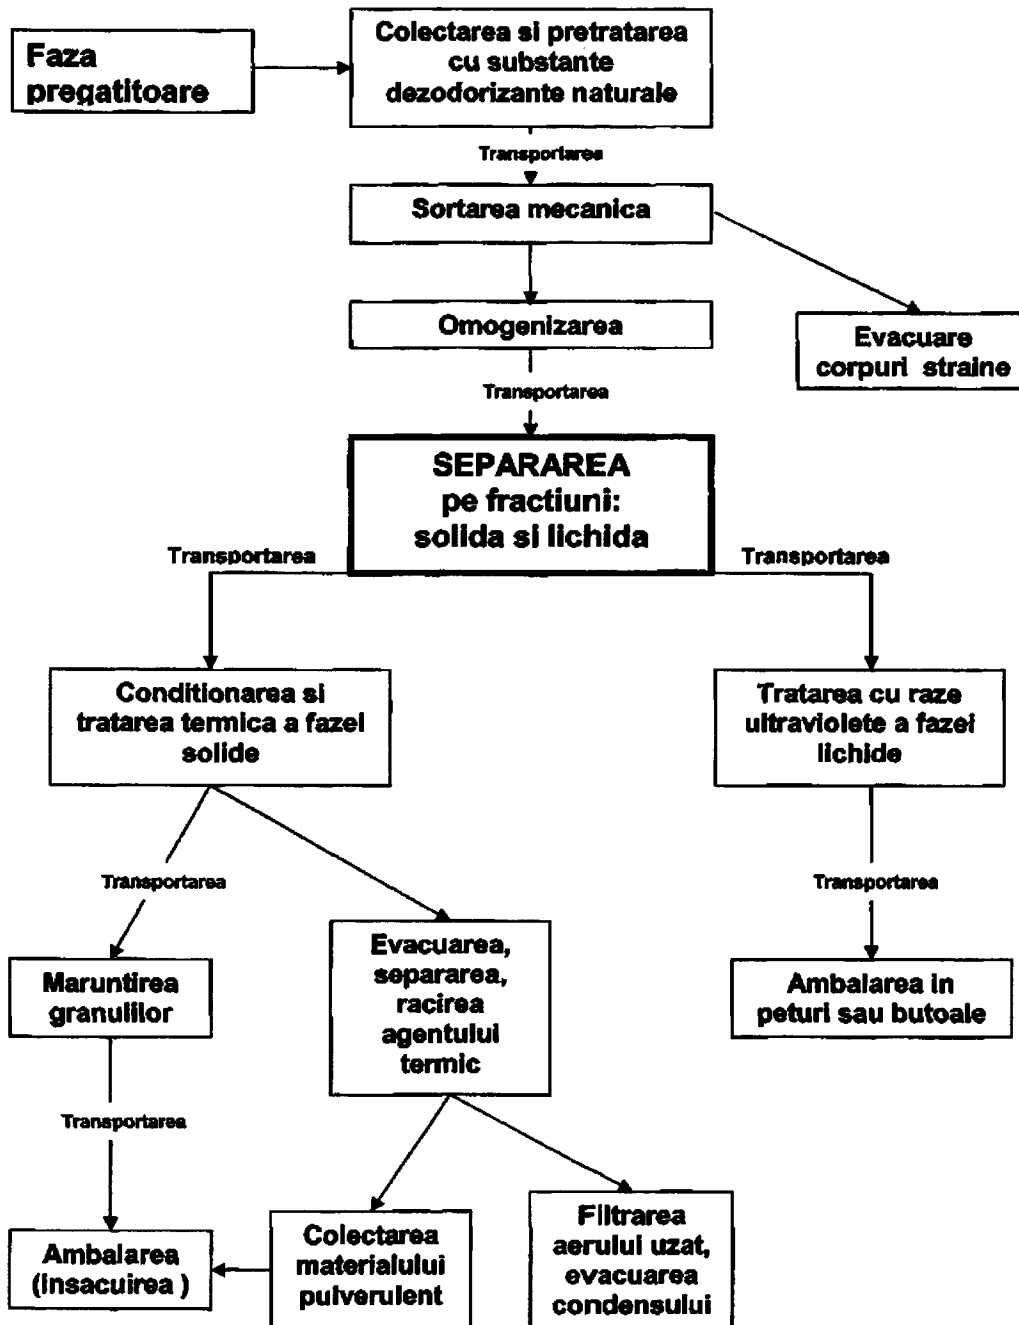 Faza
pregatitoare
Colectarea si pretratarea
cu substante
dezodorizante naturale
Transportarea
Sortarea mecanica
Omogenizarea
Evacuare
corpuri straine
Transportarea
SEPARAREA
pe fractiuni:
solida si lichida
Transportarea
Transportarea
Conditionarea si
tratarea termica a fazei
solide
Tratarea cu raze
ultraviolete a fazei
lichide
Transportarea
Transportarea
Maruntirea
granulilor
Evacuarea,
separarea,
racirea
agentului
termic
Ambalarea in
peturi sau butoale
Transportarea
Ambalarea
(insacuirea )
Colectarea
materialului
pulverulent
Filtrarea
aerului uzat,
evacuarea
condensului